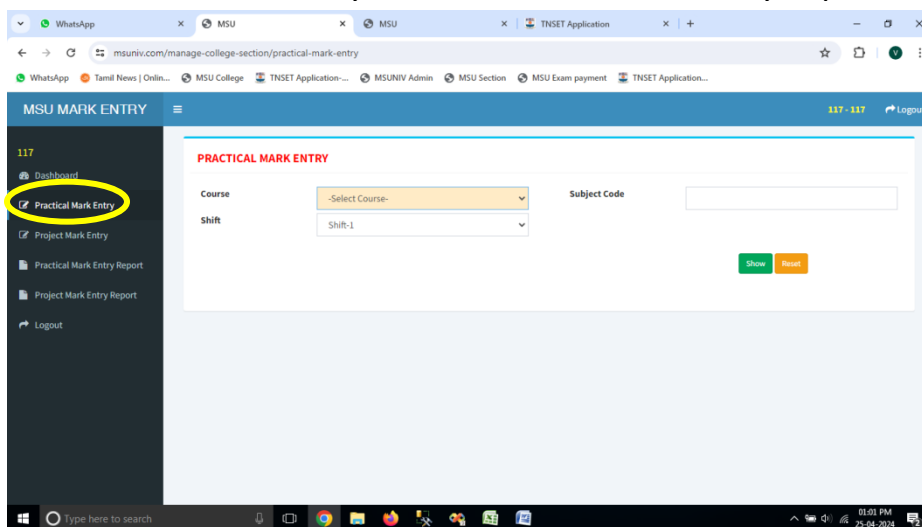 WhatsApp MSU MSU TNSET Application
msuniv.com/manage-college-section/practical-mark-entry
WhatsApp Tamil News | Onlin... MSU College TNSET Application-... MSUNIV Admin MSU Section MSU Exam payment TNSET Application...
MSU MARK ENTRY 117 - 117 Logou
117
Dashboard
Practical Mark Entry
Project Mark Entry
Practical Mark Entry Report
Project Mark Entry Report
Logout
PRACTICAL MARK ENTRY
Course -Select Course- Subject Code
Shift Shift-1
Show Reset
Type here to search
01:01 PM
25-04-2024